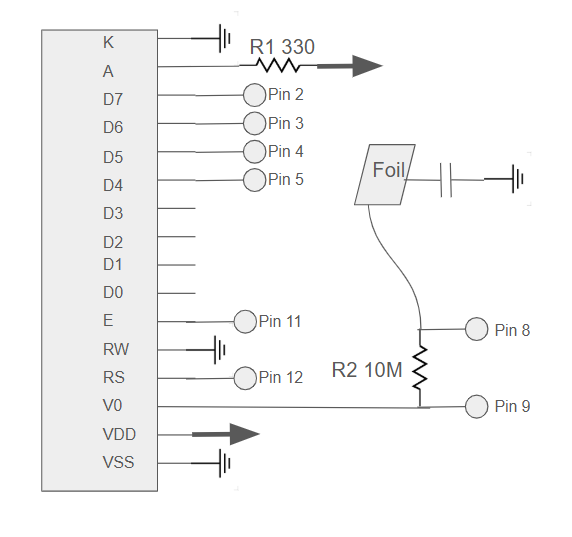 K
R1 330
A
D7
Pin 2
D6
Pin 3
D5
Pin 4
D4
Pin 5
Foil
D3
D2
D1
D0
E
Pin 11
Pin 8
RW
RS
Pin 12
R2 10M
V0
Pin 9
VDD
VSS